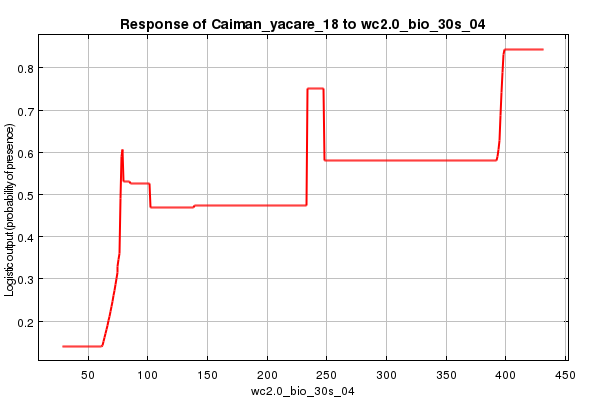 Response of Caiman_yacare_18 to wc2.0_bio_30s_04
Logistic output (probability of presence)
0.8
0.7
0.6
0.5
0.4
0.3
0.2
50 100 150 200 250 300 350 400 450
wc2.0_bio_30s_04